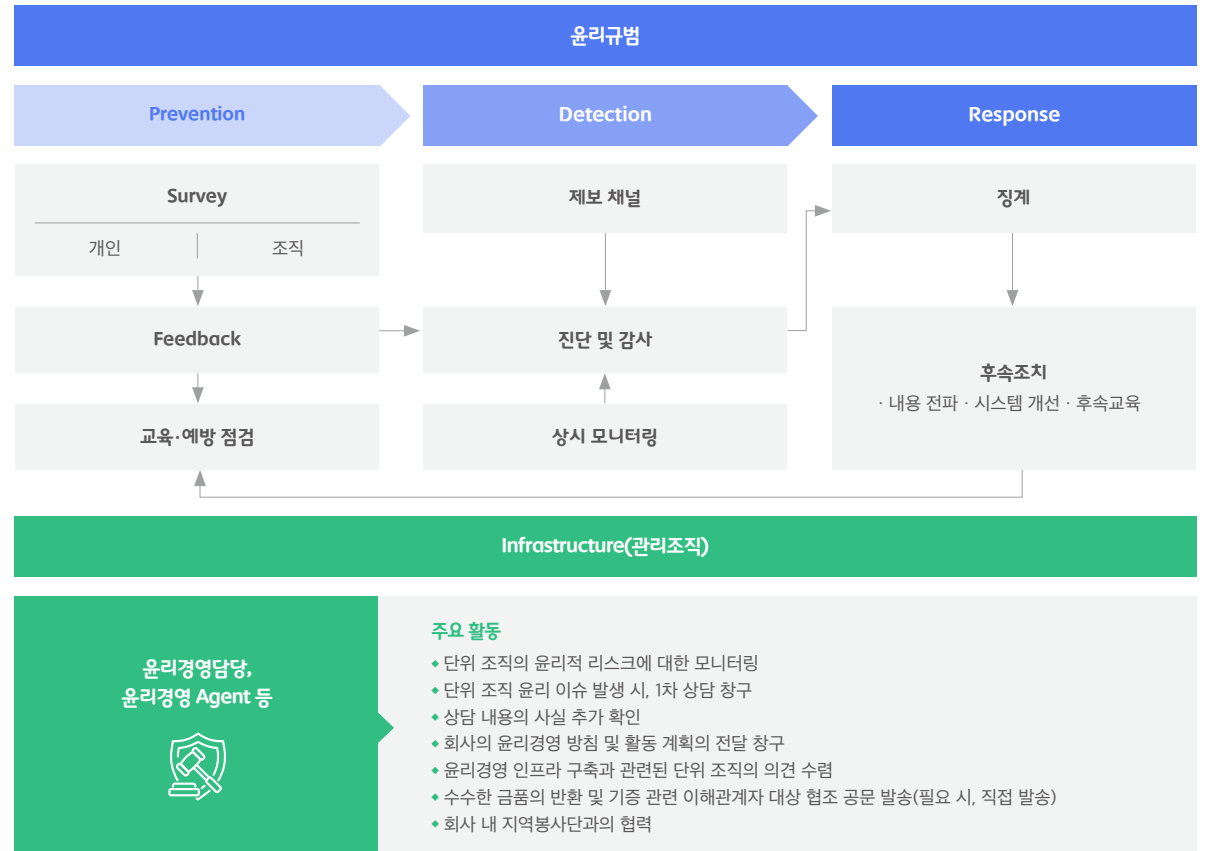 윤리규범
Prevention
Detection
Response
Survey
개인
조직
제보 채널
징계
Feedback
진단 및 감사
후속조치
· 내용 전파 · 시스템 개선 · 후속교육
교육·예방 점검
상시 모니터링
Infrastructure(관리조직)
윤리경영담당,
윤리경영 Agent 등
주요 활동
◆ 단위 조직의 윤리적 리스크에 대한 모니터링
◆ 단위 조직 윤리 이슈 발생 시, 1차 상담 창구
◆ 상담 내용의 사실 추가 확인
◆ 회사의 윤리경영 방침 및 활동 계획의 전달 창구
◆ 윤리경영 인프라 구축과 관련된 단위 조직의 의견 수렴
◆ 수수한 금품의 반환 및 기증 관련 이해관계자 대상 협조 공문 발송(필요 시, 직접 발송)
◆ 회사 내 지역봉사단과의 협력